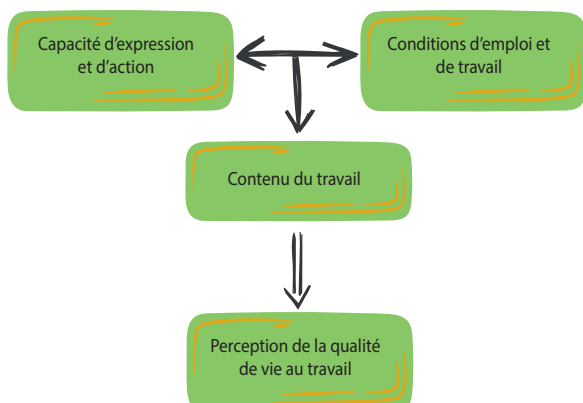 Capacité d’expression
et d’action
Conditions d’emploi et
de travail
Contenu du travail
Perception de la qualité
de vie au travail